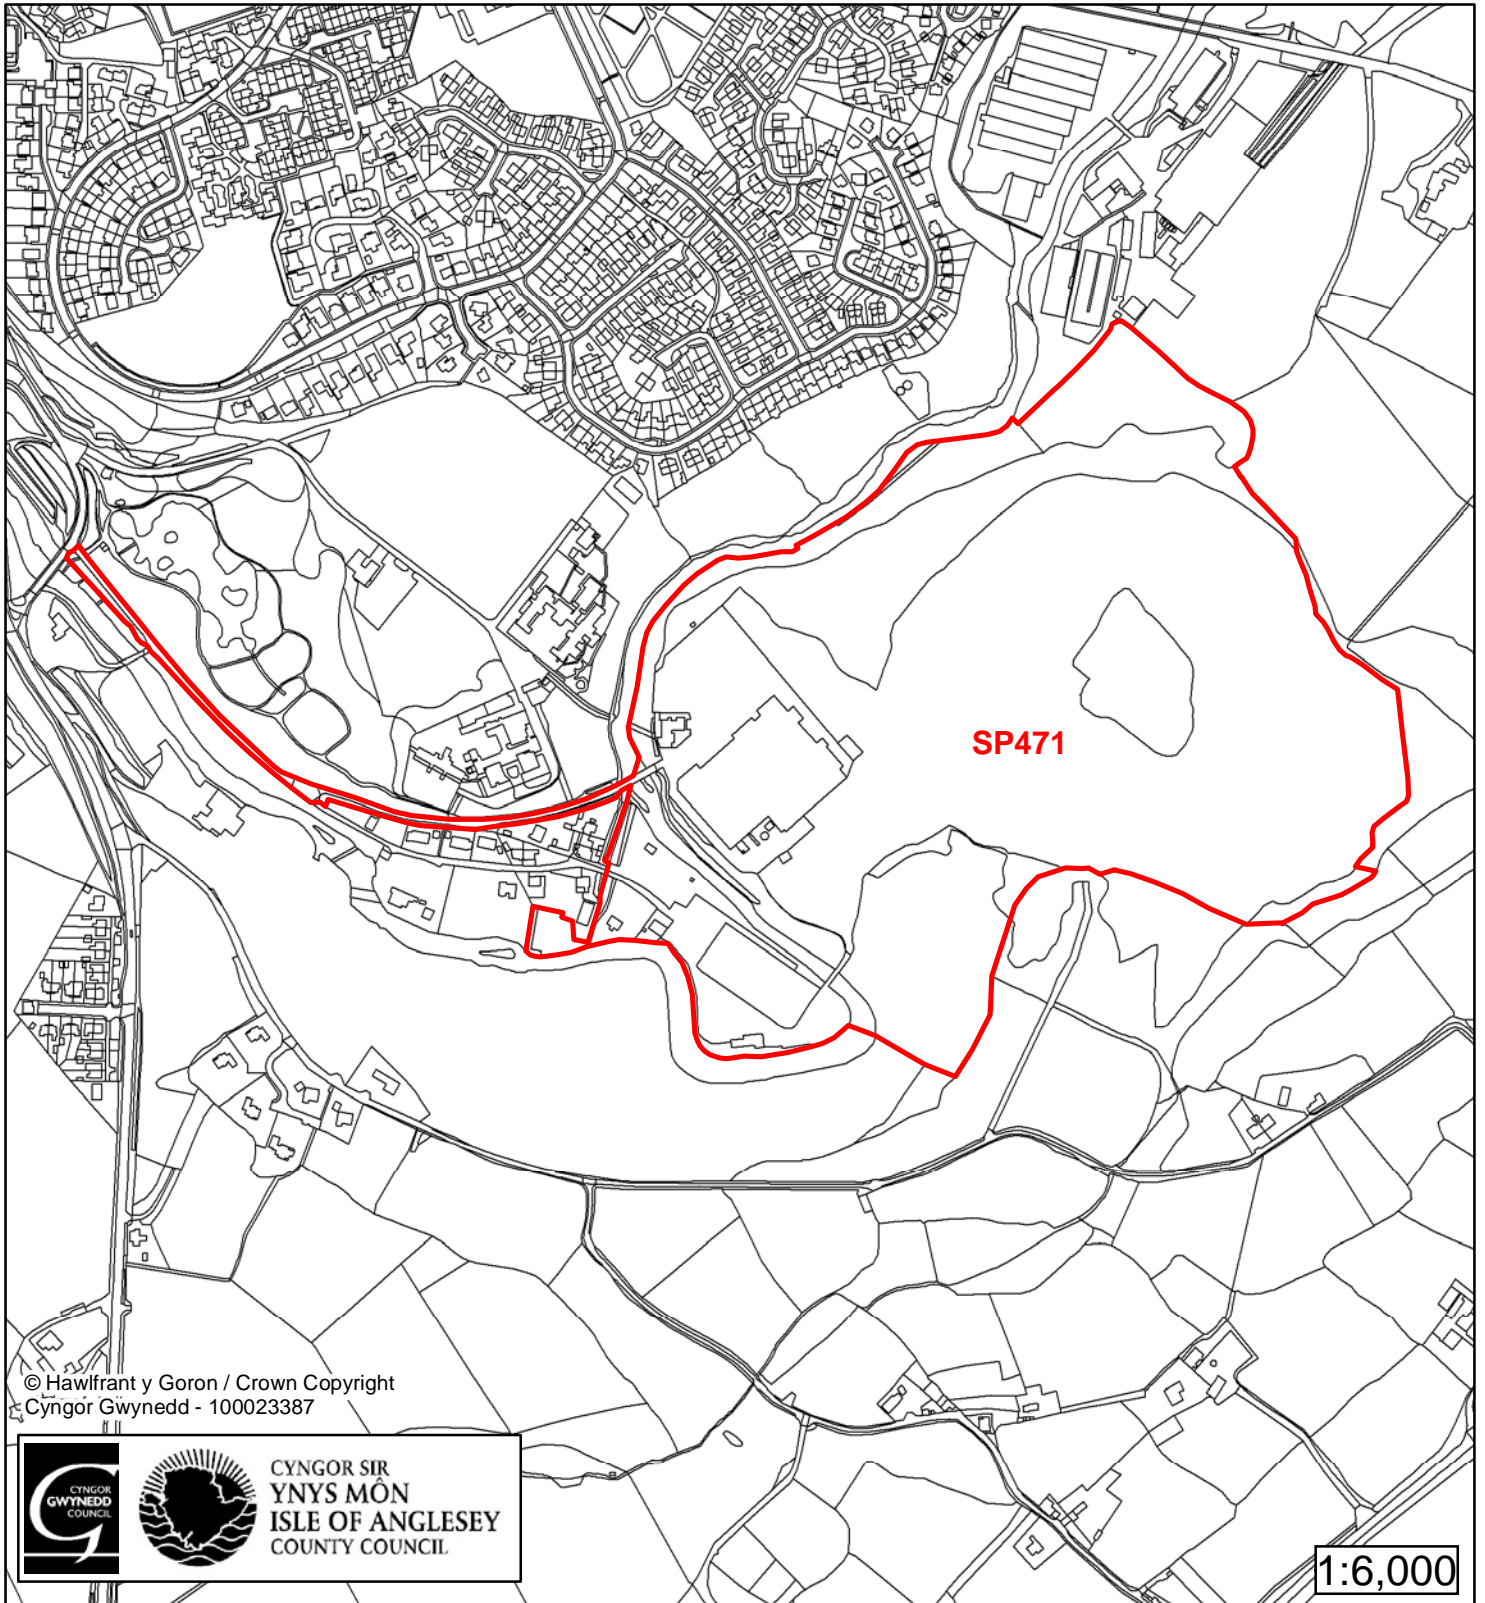 SP471
© Hawlfrant y Goron / Crown Copyright
Cyngor Gwynedd - 100023387
CYNGOR
GWYNEDD
COUNCIL
CYNGOR SIR
YNYS MÔN
ISLE OF ANGLESEY
COUNTY COUNCIL
1:6,000